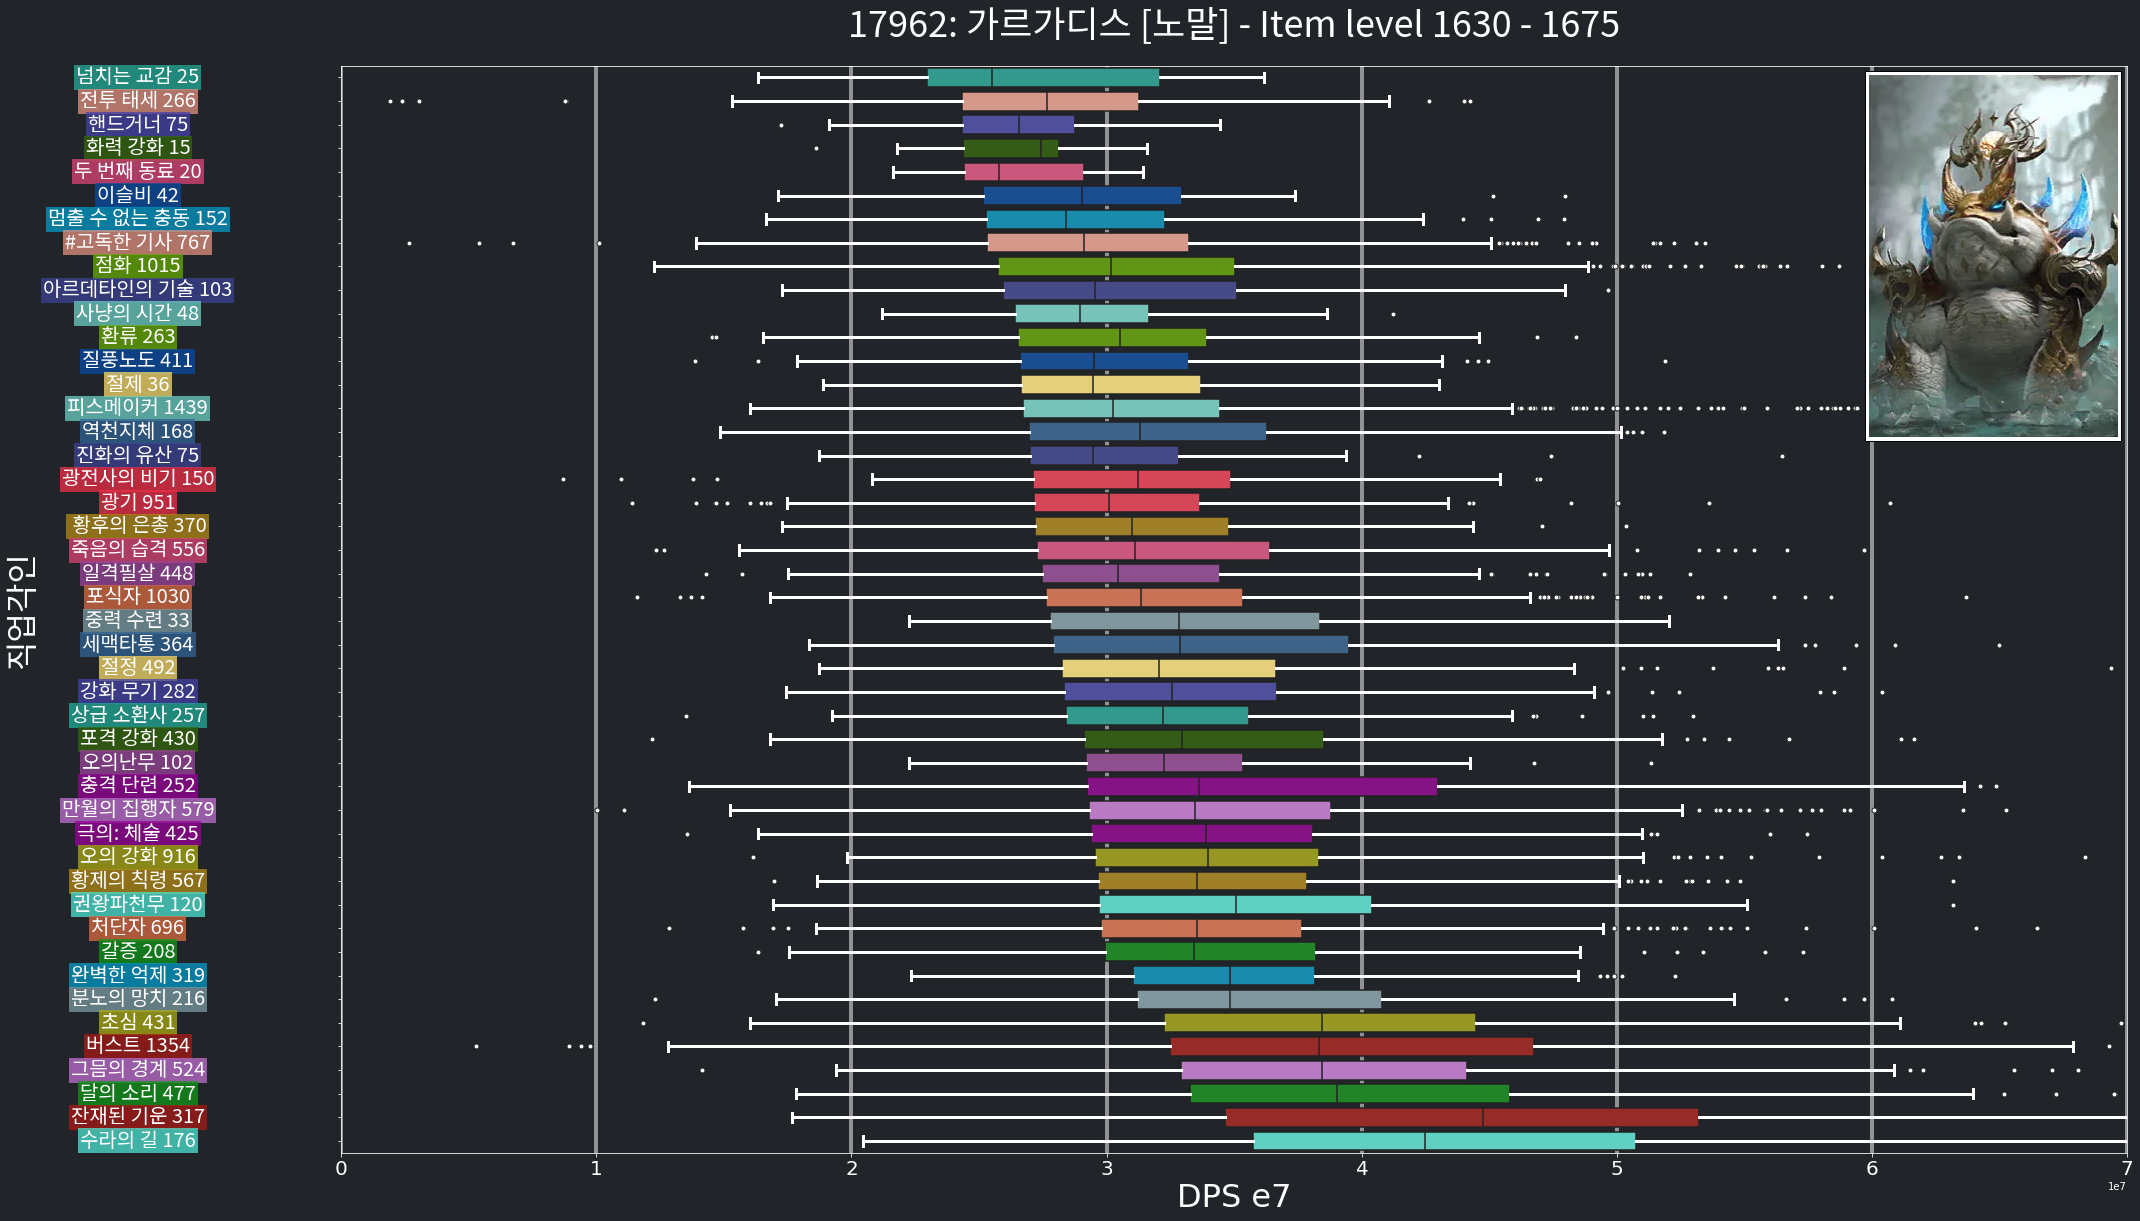 17962: 가르가디스 [노말] - Item level 1630 - 1675
넘치는 교감 25
전투 태세 266
핸드거너 75
화력 강화 15
두 번째 동료 20
이슬비 42
멈출 수 없는 충동 152
#고독한 기사 767
점화 1015
아르데타인의 기술 103
사냥의 시간 48
환류 263
질풍노도 411
절제 36
피스메이커 1439
역천지체 168
진화의 유산 75
광전사의 비기 150
광기 951
황후의 은총 370
죽음의 습격 556
일격필살 448
포식자 1030
중력 수련 33
세맥타통 364
절정 492
강화 무기 282
상급 소환사 257
포격 강화 430
오의난무 102
충격 단련 252
만월의 집행자 579
극의: 체술 425
오의 강화 916
황제의 칙령 567
권왕파천무 120
처단자 696
갈증 208
완벽한 억제 319
분노의 망치 216
초심 431
버스트 1354
그믐의 경계 524
달의 소리 477
잔재된 기운 317
수라의 길 176
직업각인
0 1 2 3 4 5 6 7
1e7
DPS e7